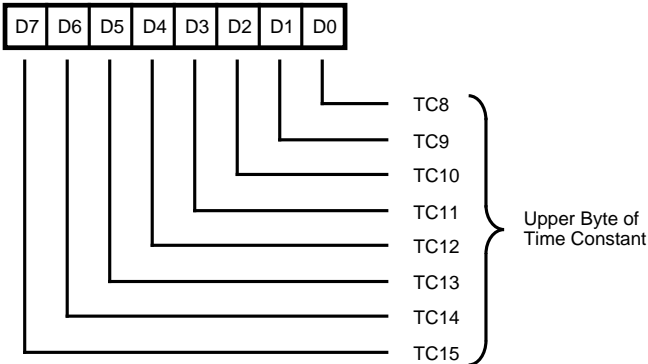 D7 D6 D5 D4 D3 D2 D1 D0
TC8
TC9
TC10
TC11
TC12
TC13
TC14
TC15
Upper Byte of
Time Constant